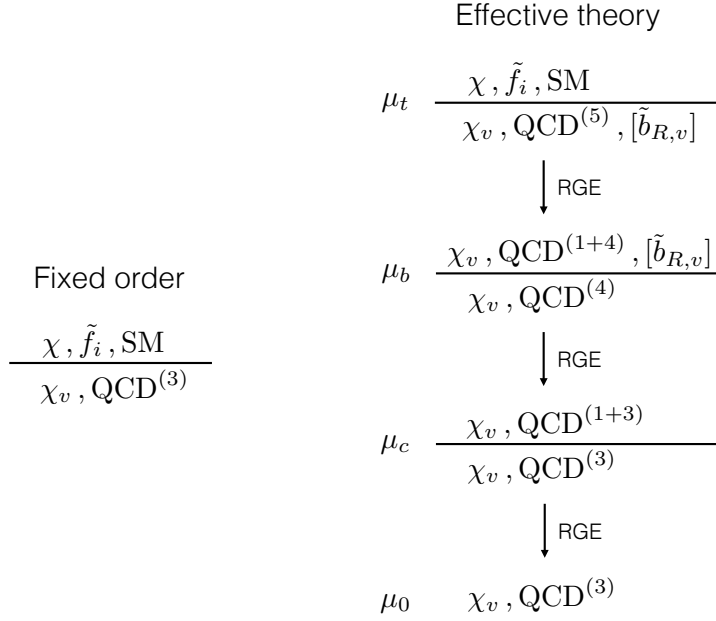 Effective theory
μ_t χ , f̃_i , SM
χ_v , QCD^(5) , [b̃_{R,v}]
RGE
μ_b χ_v , QCD^(1+4) , [b̃_{R,v}]
χ_v , QCD^(4)
RGE
μ_c χ_v , QCD^(1+3)
χ_v , QCD^(3)
RGE
μ_0 χ_v , QCD^(3)
Fixed order
χ , f̃_i , SM
χ_v , QCD^(3)